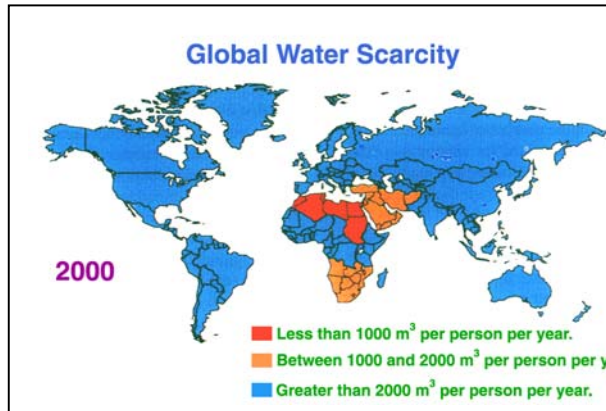 Global Water Scarcity
2000
Less than 1000 m³ per person per year.
Between 1000 and 2000 m³ per person per y
Greater than 2000 m³ per person per year.